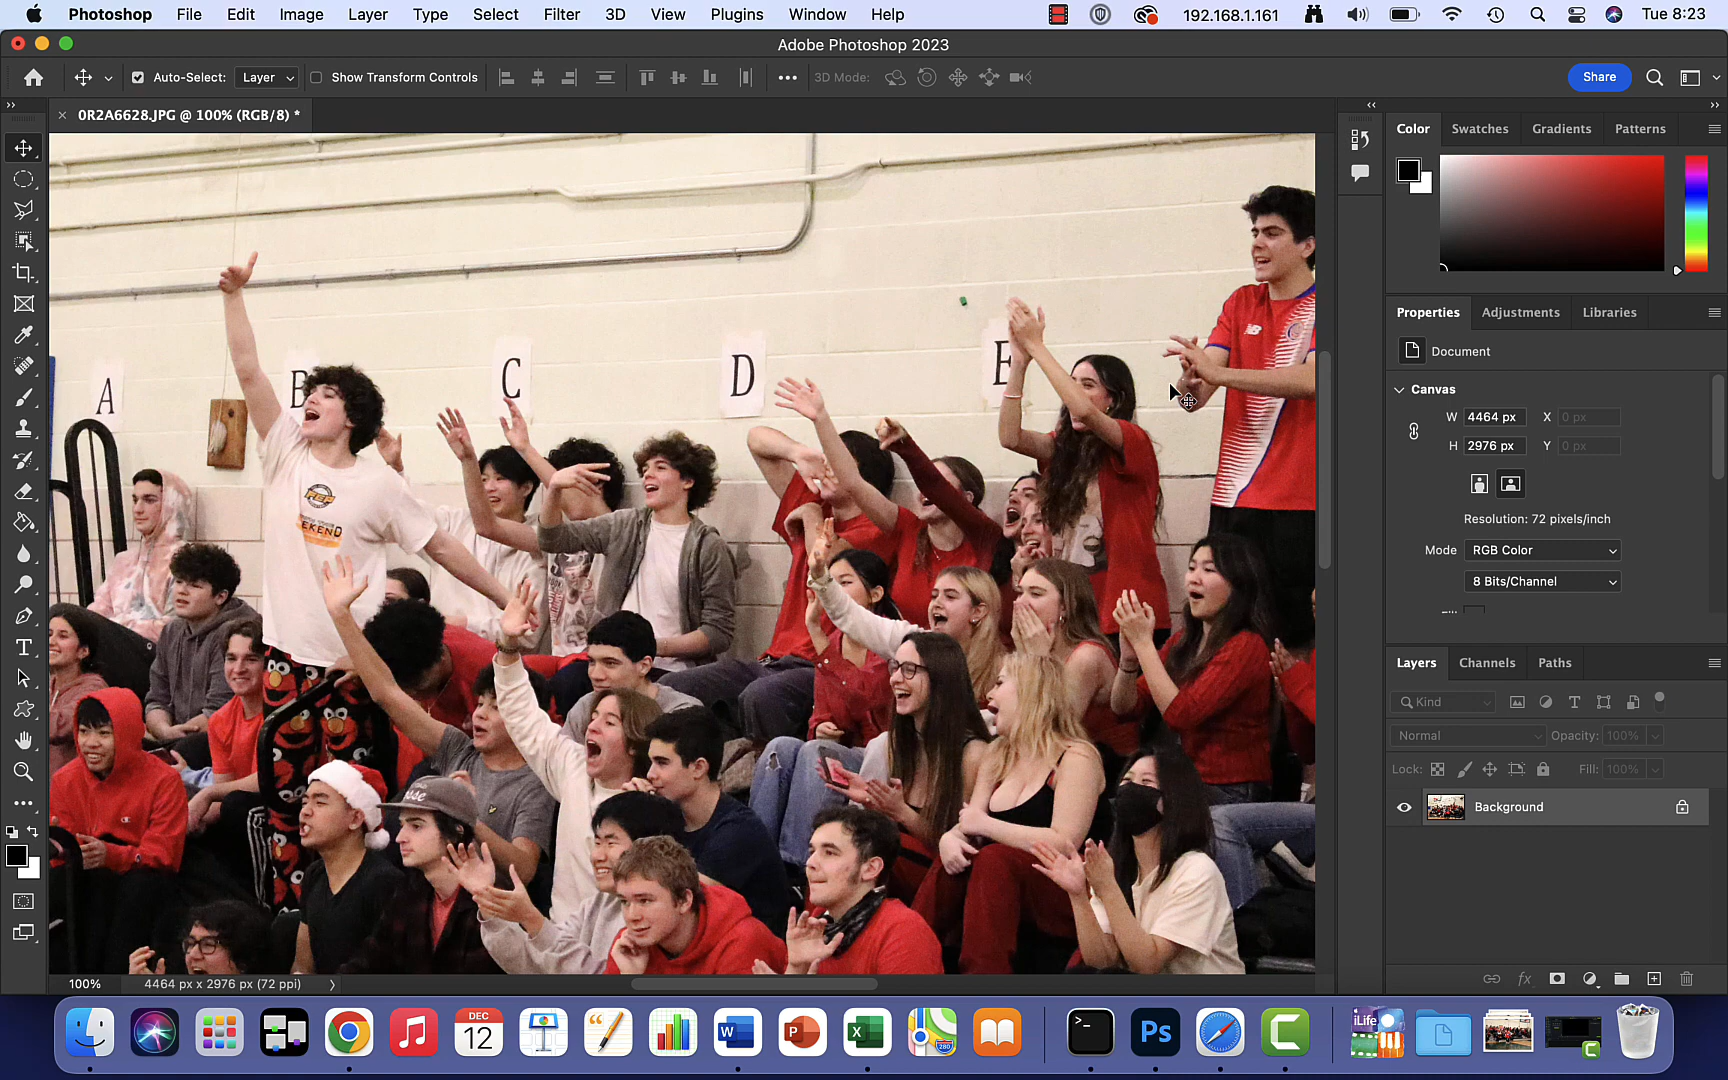 Photoshop File Edit Image Layer Type Select Filter 3D View Plugins Window Help 192.168.1.161 Tue 8:23
Adobe Photoshop 2023
Auto-Select: Layer Show Transform Controls 3D Mode: Share
0R2A6628.JPG @ 100% (RGB/8) *
Color Swatches Gradients Patterns
Properties Adjustments Libraries
Document
Canvas
W 4464 px X 0 px
H 2976 px Y 0 px
Resolution: 72 pixels/inch
Mode RGB Color
8 Bits/Channel
Layers Channels Paths
Kind
Normal Opacity: 100%
Lock: Fill: 100%
Background
A B C D E
NB
100% 4464 px x 2976 px (72 ppi)
DEC
12
W P X 280
>_ Ps C iLife